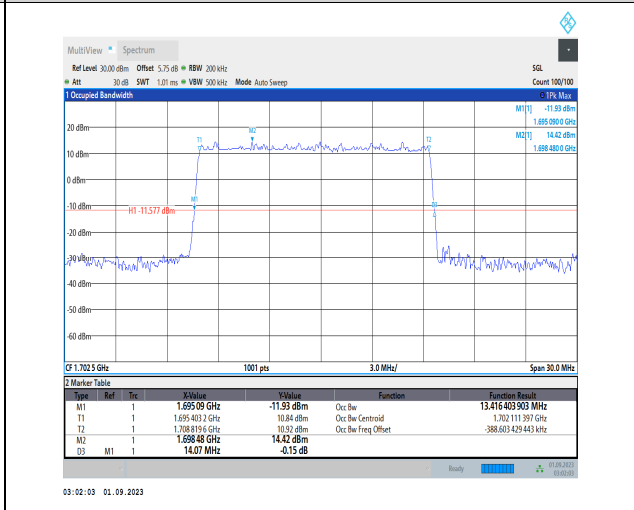 MultiView Spectrum
Ref Level 30.00 dBm Offset 5.75 dB RBW 200 kHz SGL
Att 30 dB SWT 1.01 ms VBW 500 kHz Mode Auto Sweep Count 100/100
1 Occupied Bandwidth 1Pk Max
M1[1] -11.93 dBm
1.695 090 0 GHz
M2[1] 14.42 dBm
1.698 480 0 GHz
20 dBm
M2
T1
T2
10 dBm
0 dBm
M1
D3
-10 dBm
H1 -11.577 dBm
-20 dBm
-30 dBm
-40 dBm
-50 dBm
-60 dBm
CF 1.702 5 GHz 1001 pts 3.0 MHz/ Span 30.0 MHz
2 Marker Table
Type Ref Trc X-Value Y-Value Function Function Result
M1 1 1.695 09 GHz -11.93 dBm Occ Bw 13.416 403 903 MHz
T1 1 1.695 403 2 GHz 10.84 dBm Occ Bw Centroid 1.702 111 397 GHz
T2 1 1.708 819 6 GHz 10.92 dBm Occ Bw Freq Offset -388.603 429 443 kHz
M2 1 1.698 48 GHz 14.42 dBm
D3 M1 1 14.07 MHz -0.15 dB
Ready 01.09.2023
03:02:03
03:02:03 01.09.2023